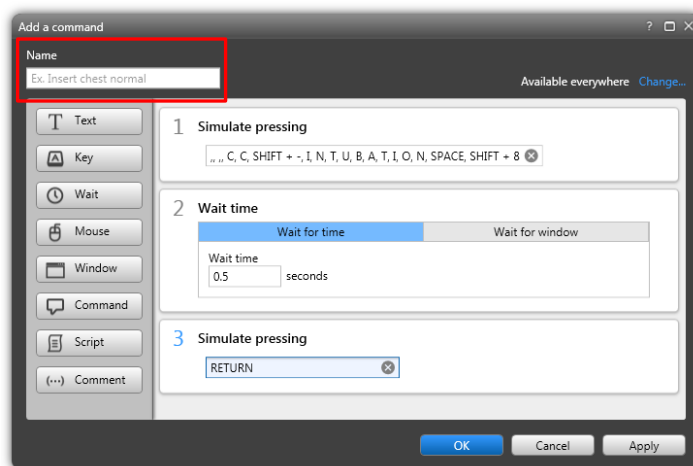 Add a command
Name
Ex. Insert chest normal
Available everywhere Change...
Text
Key
Wait
Mouse
Window
Command
Script
Comment
1 Simulate pressing
,, ,, C, C, SHIFT + -, I, N, T, U, B, A, T, I, O, N, SPACE, SHIFT + 8
2 Wait time
Wait for time Wait for window
Wait time
0.5 seconds
3 Simulate pressing
RETURN
OK Cancel Apply